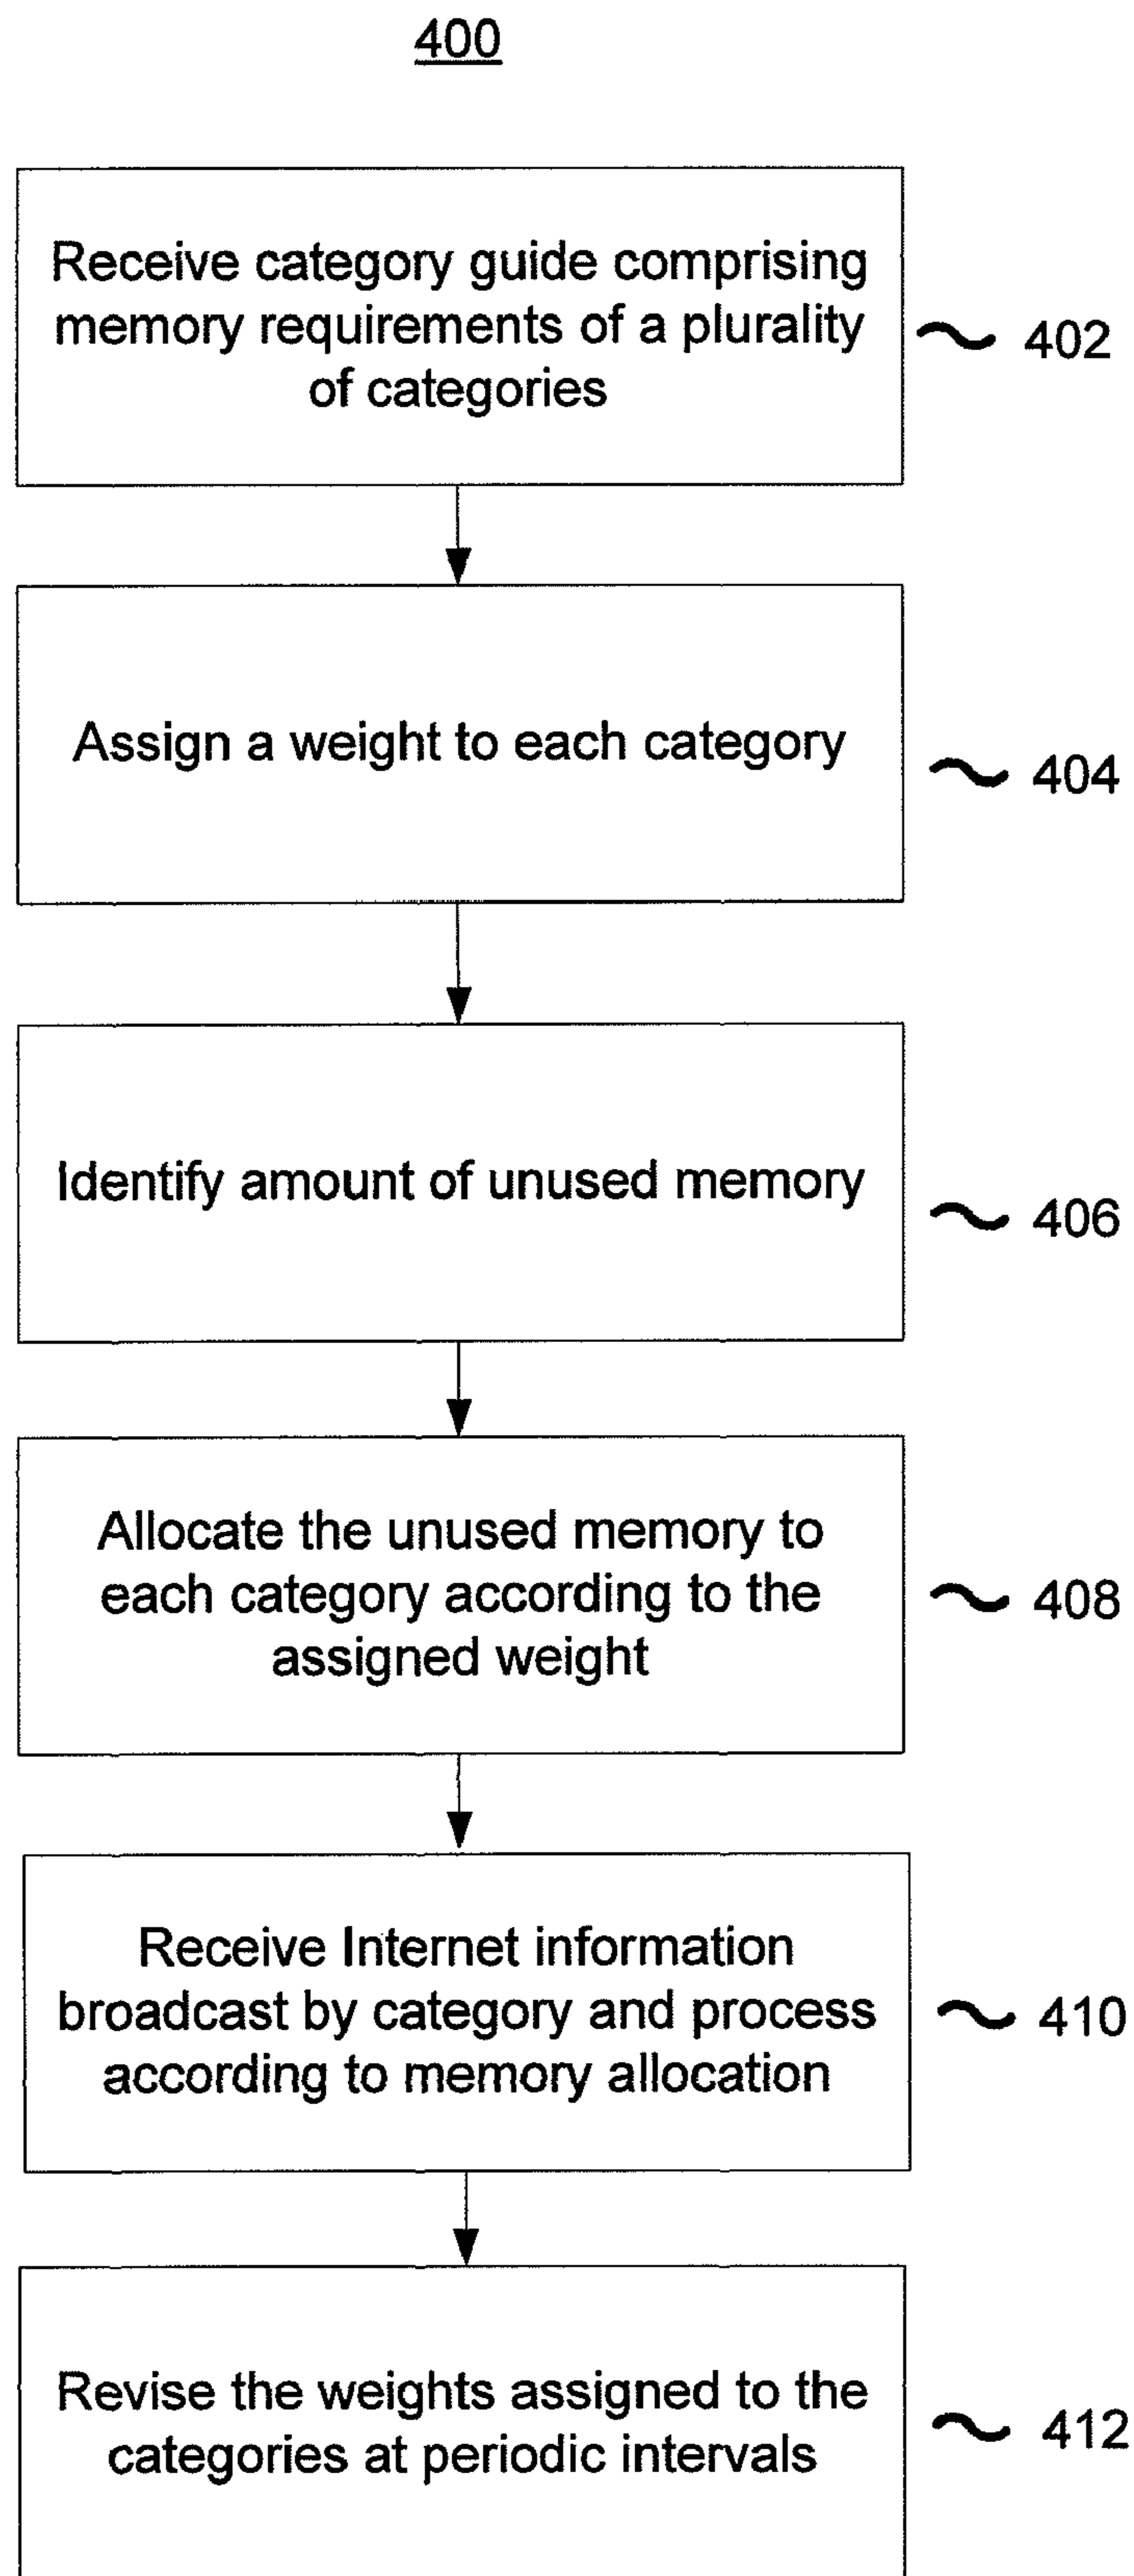 400
Receive category guide comprising
memory requirements of a plurality
of categories
402
Assign a weight to each category
404
Identify amount of unused memory
406
Allocate the unused memory to
each category according to the
assigned weight
408
Receive Internet information
broadcast by category and process
according to memory allocation
410
Revise the weights assigned to the
categories at periodic intervals
412